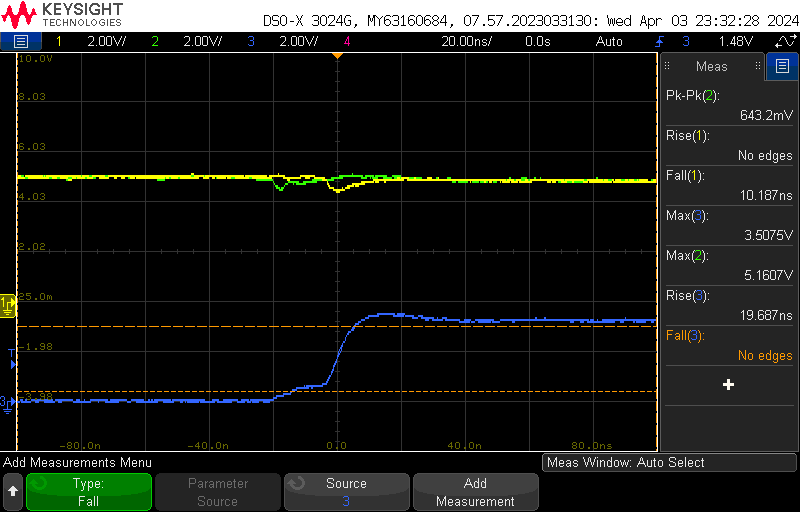 KEYSIGHT
TECHNOLOGIES
DSO-X 3024G, MY63160684, 07.57.2023033130: Wed Apr 03 23:32:28 2024
1 2.00V/ 2 2.00V/ 3 2.00V/ 4 20.00ns/ 0.0s Auto 3 1.48V
10.0V
8.03
6.03
4.03
2.02
25.0m
-1.98
-3.98
-80.0n -40.0n 0.0 40.0n 80.0ns
1
T
3
Meas
Pk-Pk(2):
643.2mV
Rise(1):
No edges
Fall(1):
10.187ns
Max(3):
3.5075V
Max(2):
5.1607V
Rise(3):
19.687ns
Fall(3):
No edges
Add Measurements Menu
Meas Window: Auto Select
Type:
Fall
Parameter
Source
Source
3
Add
Measurement